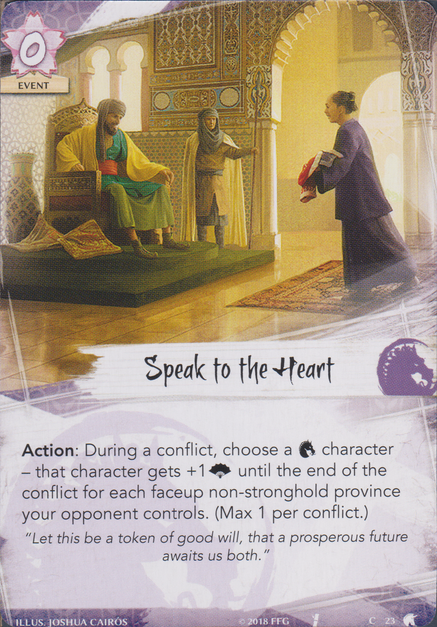 0
EVENT
Speak to the Heart
Action: During a conflict, choose a character
– that character gets +1 until the end of the
conflict for each faceup non-stronghold province
your opponent controls. (Max 1 per conflict.)
“Let this be a token of good will, that a prosperous future
awaits us both.”
ILLUS. JOSHUA CAIRÓS © 2018 FFG C 23